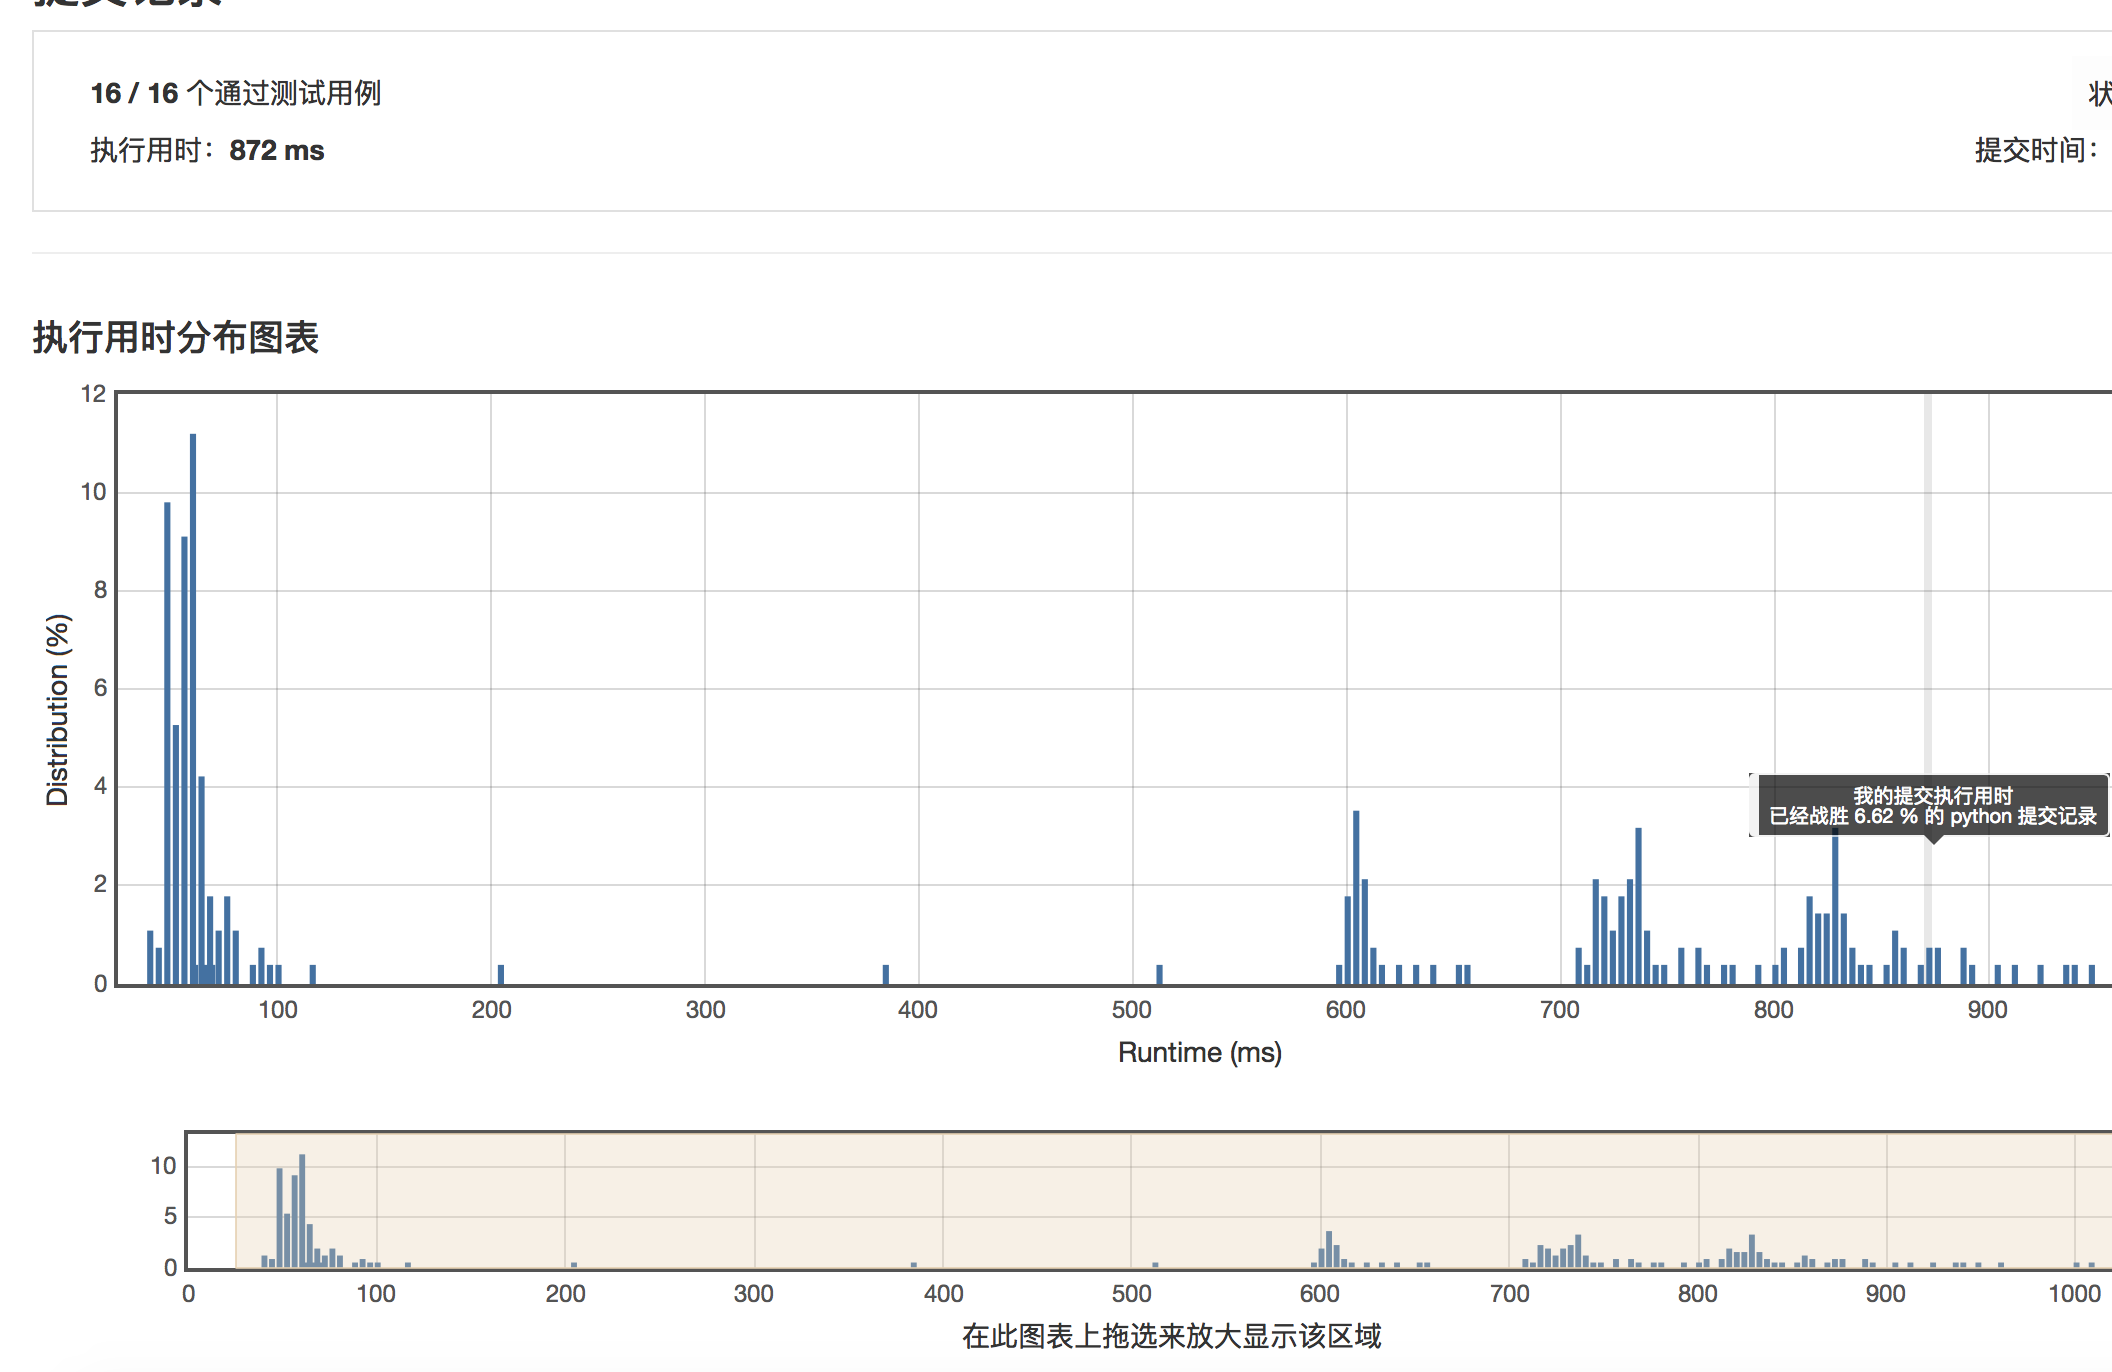 16 / 16 个通过测试用例
状
执行用时：872 ms
提交时间：
执行用时分布图表
12
10
8
6
4
2
0
Distribution (%)
我的提交执行用时
已经战胜 6.62 % 的 python 提交记录
100 200 300 400 500 600 700 800 900
Runtime (ms)
10
5
0
0 100 200 300 400 500 600 700 800 900 1000
在此图表上拖选来放大显示该区域